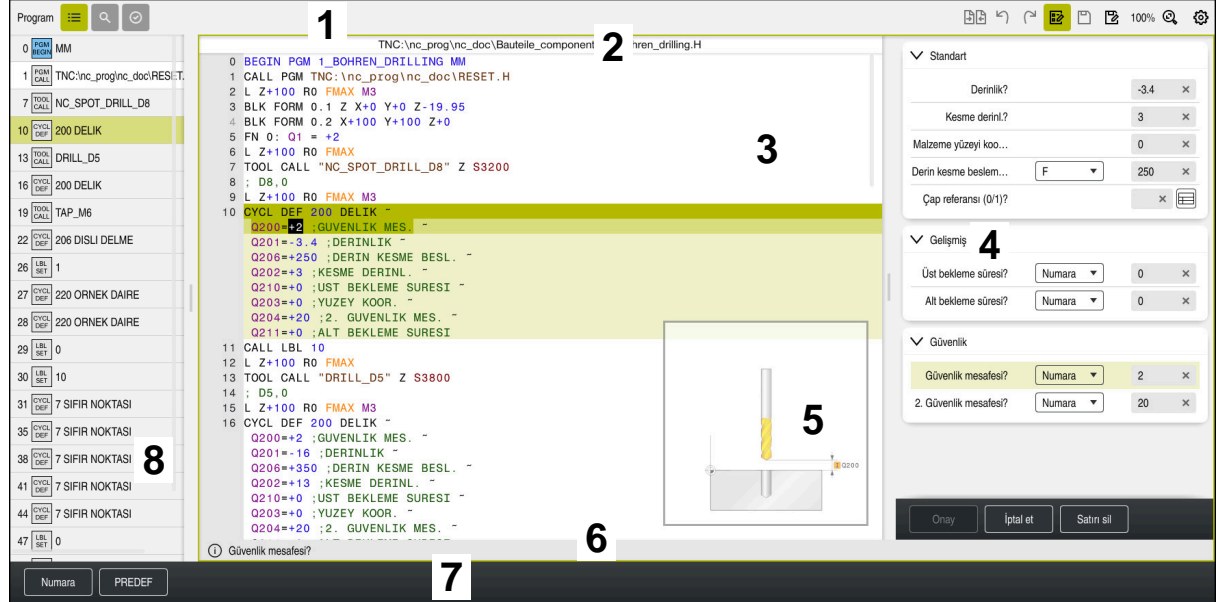 Program
1
100%
TNC:\nc_prog\nc_doc\Bauteile_component
2
hren_drilling.H
0 PGM BEGIN MM
1 PGM CALL TNC:\nc_prog\nc_doc\RESET.
7 TOOL CALL NC_SPOT_DRILL_D8
10 CYCL DEF 200 DELIK
13 TOOL CALL DRILL_D5
16 CYCL DEF 200 DELIK
19 TOOL CALL TAP_M6
22 CYCL DEF 206 DISLI DELME
26 LBL SET 1
27 CYCL DEF 220 ORNEK DAIRE
28 CYCL DEF 220 ORNEK DAIRE
29 LBL SET 0
30 LBL SET 10
31 CYCL DEF 7 SIFIR NOKTASI
35 CYCL DEF 7 SIFIR NOKTASI
38 CYCL DEF 7 SIFIR NOKTASI
41 CYCL DEF 7 SIFIR NOKTASI
44 CYCL DEF 7 SIFIR NOKTASI
47 LBL SET 0
8
0 BEGIN PGM 1_BOHREN_DRILLING MM
1 CALL PGM TNC:\nc_prog\nc_doc\RESET.H
2 L Z+100 R0 FMAX M3
3 BLK FORM 0.1 Z X+0 Y+0 Z-19.95
4 BLK FORM 0.2 X+100 Y+100 Z+0
5 FN 0: Q1 = +2
6 L Z+100 R0 FMAX
7 TOOL CALL "NC_SPOT_DRILL_D8" Z S3200
8 ; D8,0
9 L Z+100 R0 FMAX M3
10 CYCL DEF 200 DELIK ~
Q200=+2 ;GUVENLIK MES. ~
Q201=-3.4 ;DERINLIK ~
Q206=+250 ;DERIN KESME BESL. ~
Q202=+3 ;KESME DERINL. ~
Q210=+0 ;UST BEKLEME SURESI ~
Q203=+0 ;YUZEY KOOR. ~
Q204=+20 ;2. GUVENLIK MES. ~
Q211=+0 ;ALT BEKLEME SURESI
11 CALL LBL 10
12 L Z+100 R0 FMAX
13 TOOL CALL "DRILL_D5" Z S3800
14 ; D5,0
15 L Z+100 R0 FMAX M3
16 CYCL DEF 200 DELIK ~
Q200=+2 ;GUVENLIK MES. ~
Q201=-16 ;DERINLIK ~
Q206=+350 ;DERIN KESME BESL. ~
Q202=+13 ;KESME DERINL. ~
Q210=+0 ;UST BEKLEME SURESI ~
Q203=+0 ;YUZEY KOOR. ~
Q204=+20 ;2. GUVENLIK MES. ~
3
5
Q200
Güvenlik mesafesi?
6
Standart
Derinlik? -3.4
Kesme derinl.? 3
Malzeme yüzeyi koo... 0
Derin kesme beslem... F 250
Çap referansı (0/1)?
Gelişmiş
4
Üst bekleme süresi? Numara 0
Alt bekleme süresi? Numara 0
Güvenlik
Güvenlik mesafesi? Numara 2
2. Güvenlik mesafesi? Numara 20
Onay İptal et Satırı sil
Numara PREDEF
7